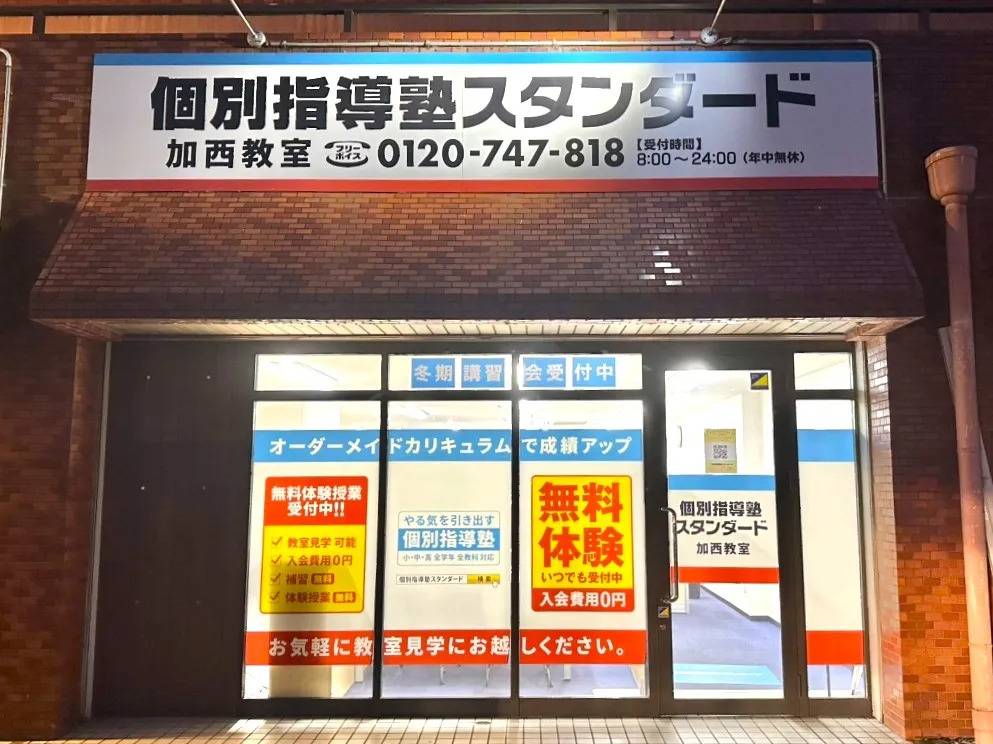 個別指導塾スタンダード
加西教室 フリーボイス 0120-747-818 【受付時間】 8:00～24:00（年中無休）
冬期講習会受付中
オーダーメイドカリキュラムで成績アップ
無料体験授業
受付中!!
教室見学 可能
入会費用0円
補習 無料
体験授業 無料
やる気を引き出す
個別指導塾
小・中・高 全学年 全教科 対応
個別指導塾スタンダード 検索
無料
体験
いつでも受付中
入会費用0円
個別指導塾
スタンダード
加西教室
お気軽に教室見学にお越しください。